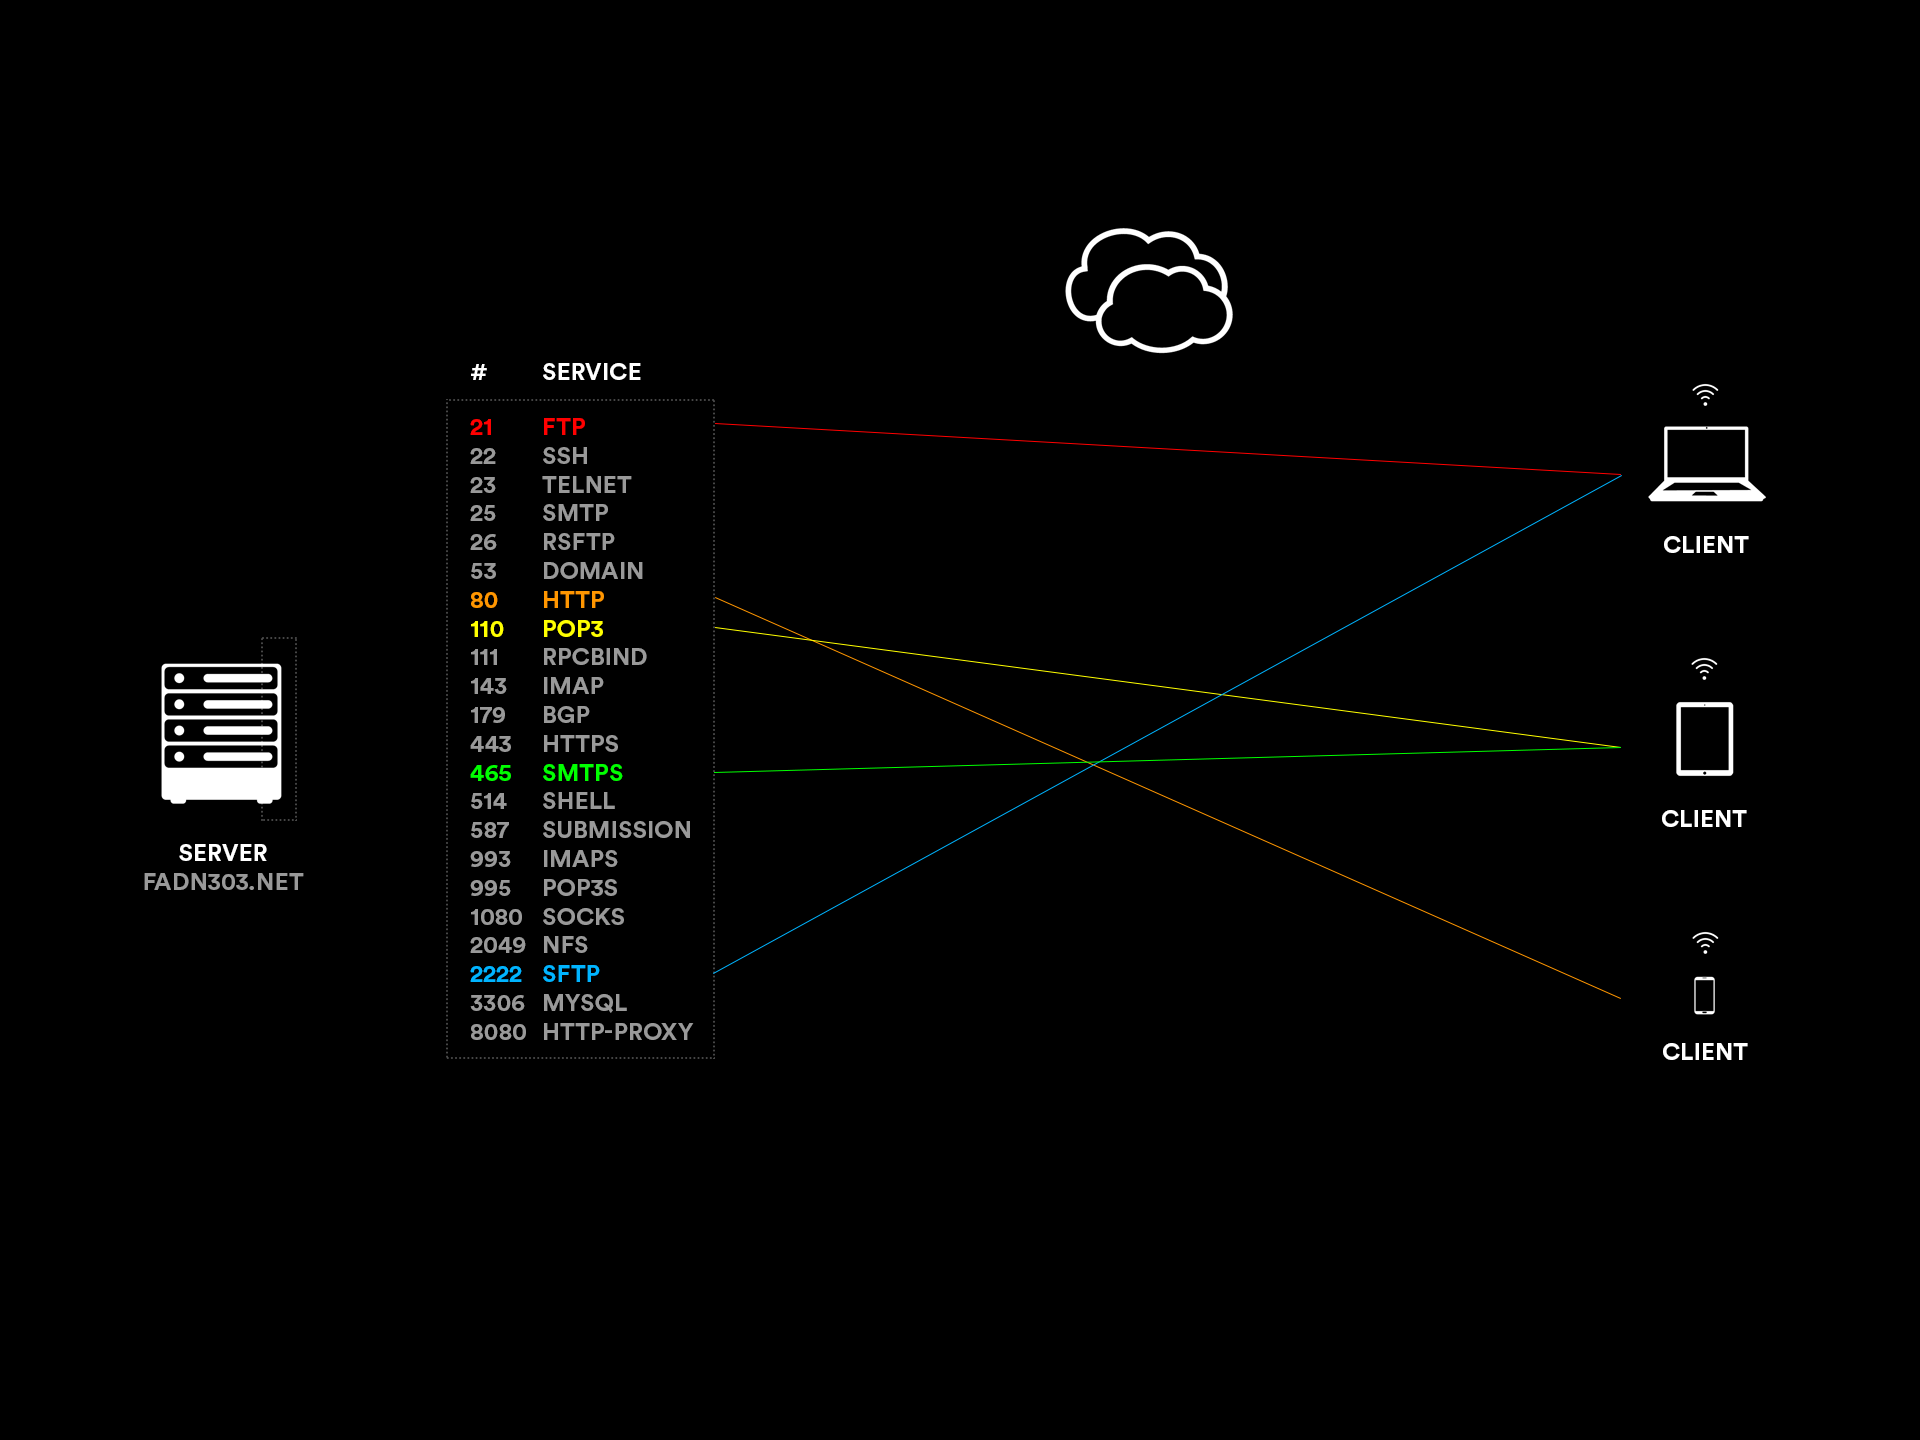 # SERVICE
21 FTP
22 SSH
23 TELNET
25 SMTP
26 RSFTP
53 DOMAIN
80 HTTP
110 POP3
111 RPCBIND
143 IMAP
179 BGP
443 HTTPS
465 SMTPS
514 SHELL
587 SUBMISSION
993 IMAPS
995 POP3S
1080 SOCKS
2049 NFS
2222 SFTP
3306 MYSQL
8080 HTTP-PROXY
SERVER
FADN303.NET
CLIENT
CLIENT
CLIENT